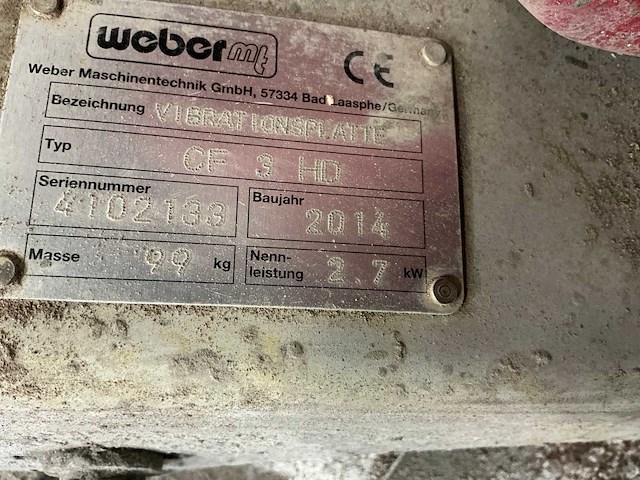 weber mt
CE
Weber Maschinentechnik GmbH, 57334 Bad Laasphe/Germany
Bezeichnung VIBRATIONSPLATTE
Typ CF 3 HD
Seriennummer 4102133
Baujahr 2014
Masse 99 kg
Nenn-
leistung 2.7 kW